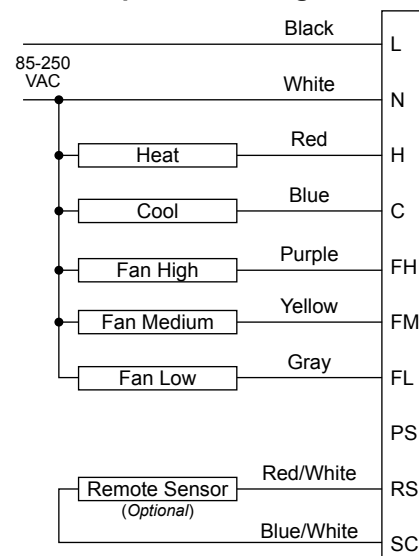 Black
L
85-250
VAC
White
N
Red
Heat
H
Blue
Cool
C
Purple
Fan High
FH
Yellow
Fan Medium
FM
Gray
Fan Low
FL
PS
Red/White
Remote Sensor
RS
(Optional)
Blue/White
SC